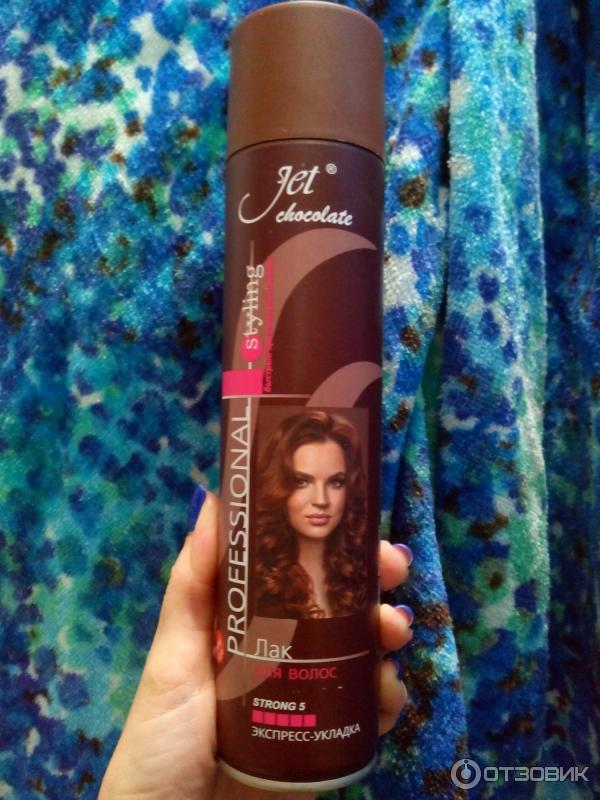 Jet®
chocolate
PROFESSIONAL styling
Лак
для волос
STRONG 5
ЭКСПРЕСС-УКЛАДКА
ОТЗОВИК